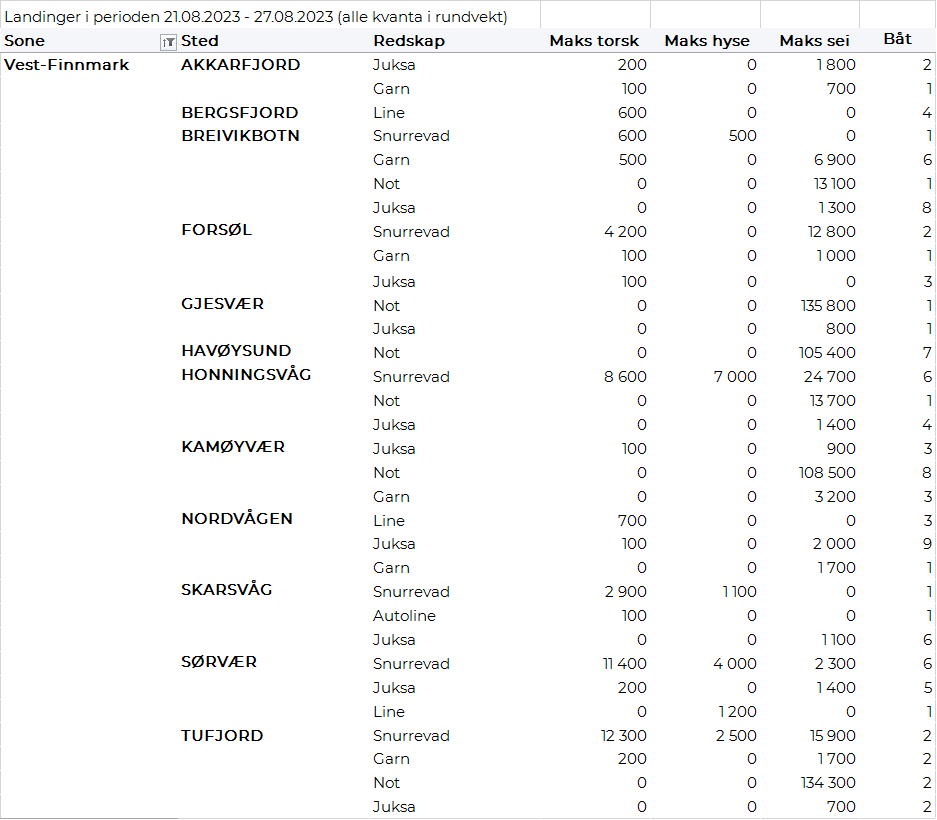 Landinger i perioden 21.08.2023 - 27.08.2023 (alle kvanta i rundvekt)
Sone Sted Redskap Maks torsk Maks hyse Maks sei Båt
Vest-Finnmark AKKARFJORD Juksa 200 0 1 800 2
Garn 100 0 700 1
BERGSFJORD Line 600 0 0 4
BREIVIKBOTN Snurrevad 600 500 0 1
Garn 500 0 6 900 6
Not 0 0 13 100 1
Juksa 0 0 1 300 8
FORSØL Snurrevad 4 200 0 12 800 2
Garn 100 0 1 000 1
Juksa 100 0 0 3
GJESVÆR Not 0 0 135 800 1
Juksa 0 0 800 1
HAVØYSUND Not 0 0 105 400 7
HONNINGSVÅG Snurrevad 8 600 7 000 24 700 6
Not 0 0 13 700 1
Juksa 0 0 1 400 4
KAMØYVÆR Juksa 100 0 900 3
Not 0 0 108 500 8
Garn 0 0 3 200 3
NORDVÅGEN Line 700 0 0 3
Juksa 100 0 2 000 9
Garn 0 0 1 700 1
SKARSVÅG Snurrevad 2 900 1 100 0 1
Autoline 100 0 0 1
Juksa 0 0 1 100 6
SØRVÆR Snurrevad 11 400 4 000 2 300 6
Juksa 200 0 1 400 5
Line 0 1 200 0 1
TUFJORD Snurrevad 12 300 2 500 15 900 2
Garn 200 0 1 700 2
Not 0 0 134 300 2
Juksa 0 0 700 2